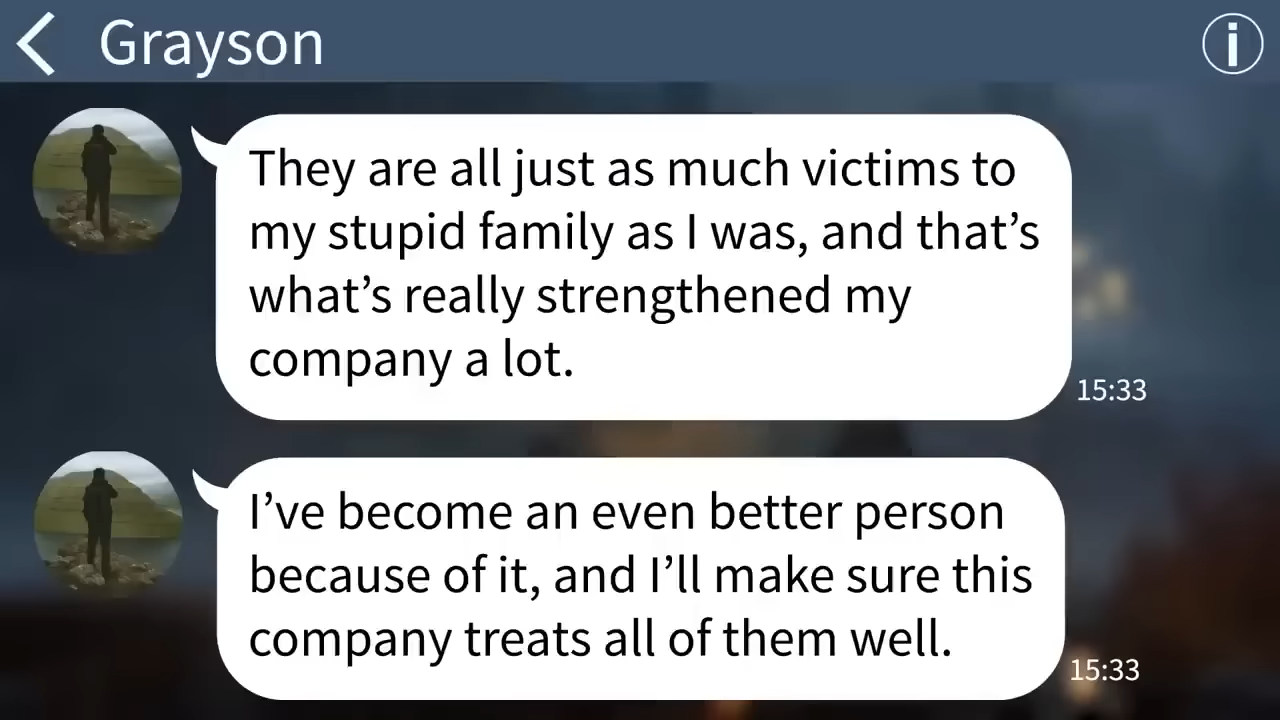 Grayson
They are all just as much victims to
my stupid family as I was, and that’s
what’s really strengthened my
company a lot.
15:33
I’ve become an even better person
because of it, and I’ll make sure this
company treats all of them well.
15:33